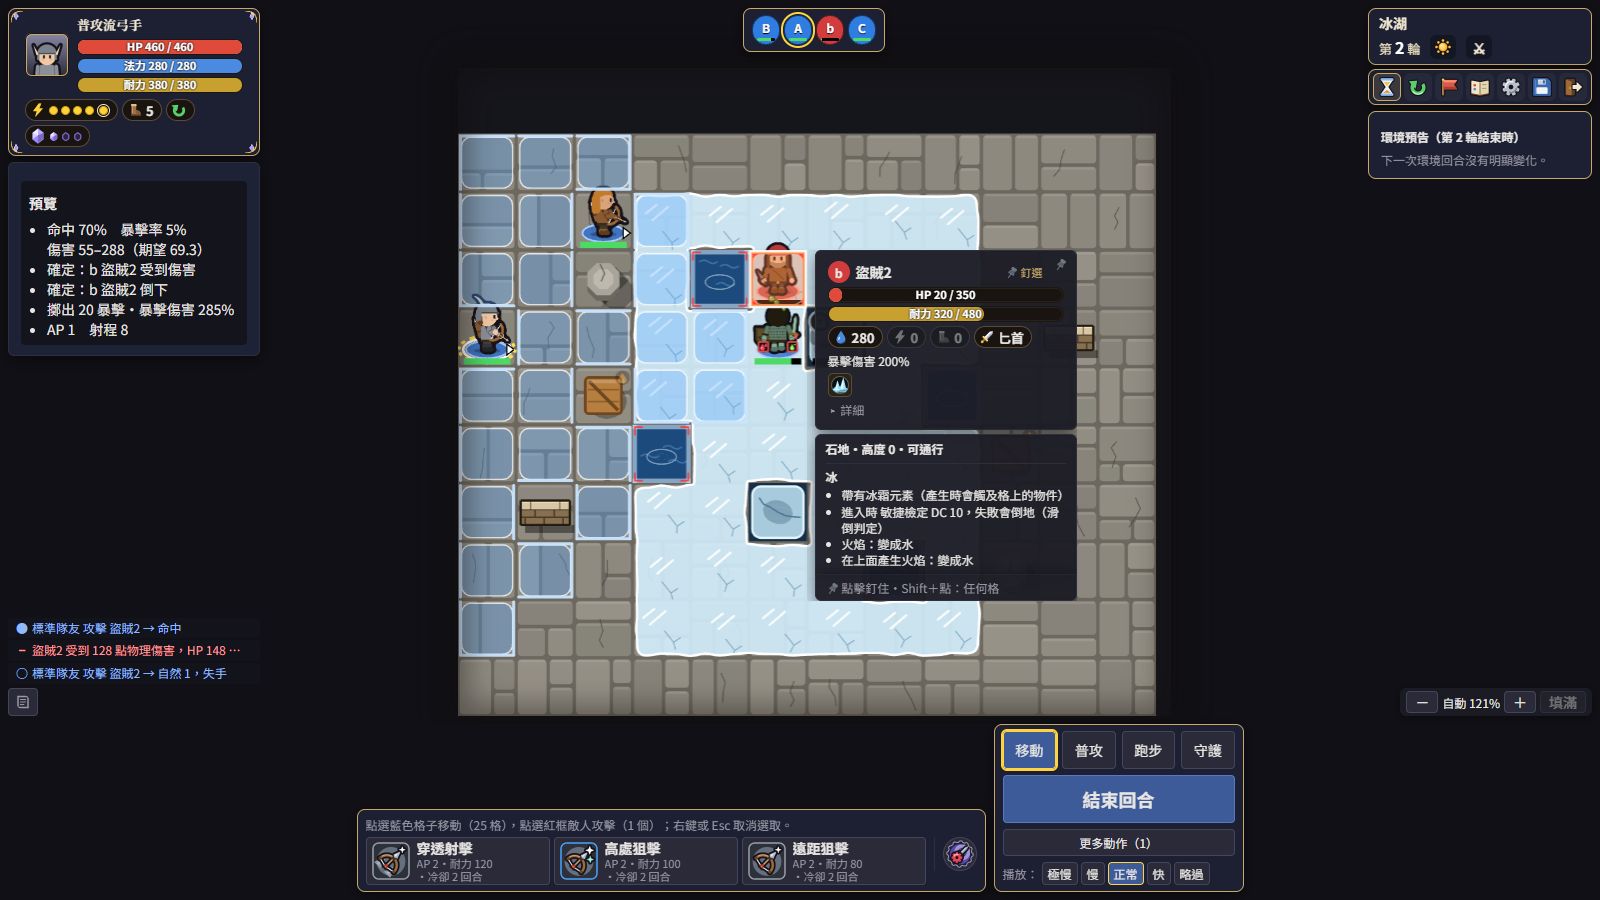 普攻流弓手
HP 460 / 460
法力 280 / 280
耐力 380 / 380
5
預覽
命中 70%　暴擊率 5%
傷害 55–288（期望 69.3）
確定：b 盜賊2 受到傷害
確定：b 盜賊2 倒下
擲出 20 暴擊・暴擊傷害 285%
AP 1　射程 8
標準隊友 攻擊 盜賊2 → 命中
盜賊2 受到 128 點物理傷害，HP 148 ⋯
標準隊友 攻擊 盜賊2 → 自然 1，失手
B A b C
冰湖
第 2 輪
環境預告（第 2 輪結束時）
下一次環境回合沒有明顯變化。
b 盜賊2 釘選
HP 20 / 350
耐力 320 / 480
280 0 0 匕首
暴擊傷害 200%
詳細
石地・高度 0・可通行
冰
帶有冰霜元素（產生時會觸及格上的物件）
進入時 敏捷檢定 DC 10，失敗會倒地（滑
倒判定）
火焰：變成水
在上面產生火焰：變成水
點擊釘住・Shift＋點：任何格
− 自動 121% + 填滿
點選藍色格子移動（25 格），點選紅框敵人攻擊（1 個）；右鍵或 Esc 取消選取。
穿透射擊
AP 2・耐力 120
・冷卻 2 回合
高處狙擊
AP 2・耐力 100
・冷卻 2 回合
遠距狙擊
AP 2・耐力 80
・冷卻 2 回合
移動 普攻 跑步 守護
結束回合
更多動作（1）
播放： 極慢 慢 正常 快 略過